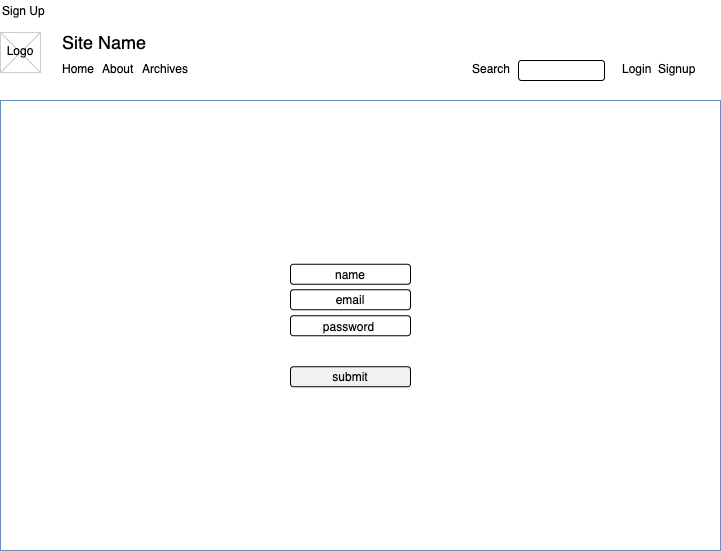 Sign Up
Logo
Site Name
Home About Archives Search Login Signup
name
email
password
submit